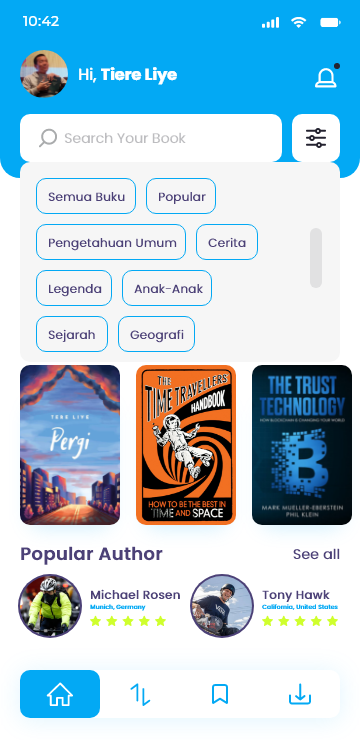 10:42
Hi, Tiere Liye
Search Your Book
Semua Buku
Popular
Pengetahuan Umum
Cerita
Legenda
Anak-Anak
Sejarah
Geografi
TERE LIYE
Pergi
THE
TIME TRAVELLERS'
HANDBOOK
HOW TO BE THE BEST IN
TIME AND SPACE
THE TRUST
TECHNOLOGY
HOW BLOCKCHAIN IS CHANGING YOUR WORLD
MARK MUELLER-EBERSTEIN
PHIL KLEIN
Popular Author
See all
Michael Rosen
Munich, Germany
Tony Hawk
California, United States